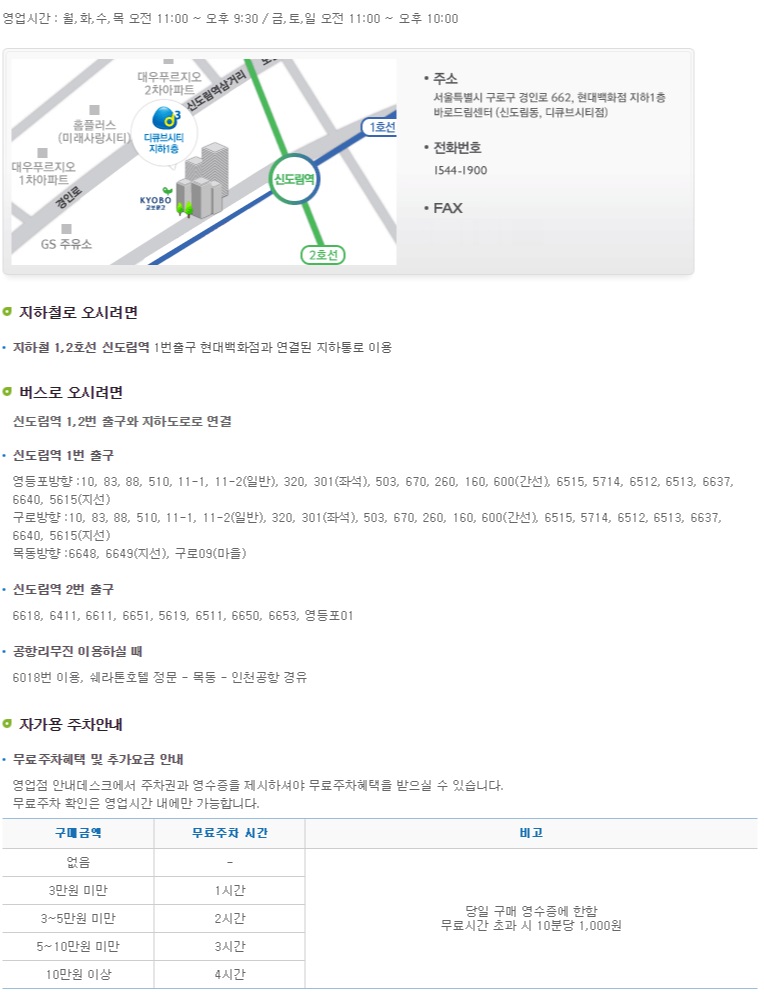 영업시간 : 월,화,수,목 오전 11:00 ~ 오후 9:30 / 금,토,일 오전 11:00 ~ 오후 10:00
대우푸르지오
2차아파트
신도림역삼거리
홈플러스
(미래사랑시티)
디큐브시티
지하1층
1호선
대우푸르지오
1차아파트
신도림역
경인로
KYOBO
교보문고
GS 주유소
2호선
• 주소
서울특별시 구로구 경인로 662, 현대백화점 지하1층
바로드림센터 (신도림동, 디큐브시티점)
• 전화번호
1544-1900
• FAX
지하철로 오시려면
지하철 1,2호선 신도림역 1번출구 현대백화점과 연결된 지하통로 이용
버스로 오시려면
신도림역 1,2번 출구와 지하도로로 연결
신도림역 1번 출구
영등포방향 :10, 83, 88, 510, 11-1, 11-2(일반), 320, 301(좌석), 503, 670, 260, 160, 600(간선), 6515, 5714, 6512, 6513, 6637,
6640, 5615(지선)
구로방향 :10, 83, 88, 510, 11-1, 11-2(일반), 320, 301(좌석), 503, 670, 260, 160, 600(간선), 6515, 5714, 6512, 6513, 6637,
6640, 5615(지선)
목동방향 :6648, 6649(지선), 구로09(마을)
신도림역 2번 출구
6618, 6411, 6611, 6651, 5619, 6511, 6650, 6653, 영등포01
공항리무진 이용하실 때
6018번 이용, 쉐라톤호텔 정문 - 목동 - 인천공항 경유
자가용 주차안내
무료주차혜택 및 추가요금 안내
영업점 안내데스크에서 주차권과 영수증을 제시하셔야 무료주차혜택을 받으실 수 있습니다.
무료주차 확인은 영업시간 내에만 가능합니다.
구매금액 무료주차 시간 비고
없음 -
3만원 미만 1시간
3~5만원 미만 2시간
5~10만원 미만 3시간
10만원 이상 4시간
당일 구매 영수증에 한함
무료시간 초과 시 10분당 1,000원